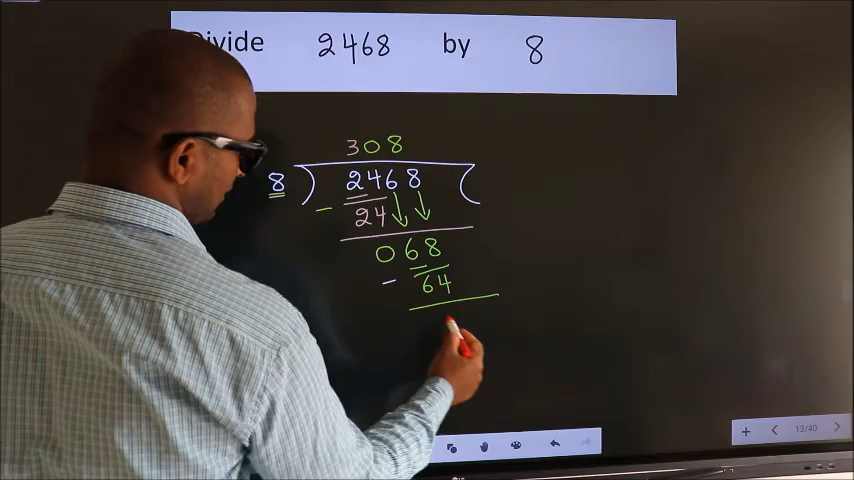 Divide 2468 by 8
308
8 ) 2468 (
- 24
068
- 64
+ < 13/40 >